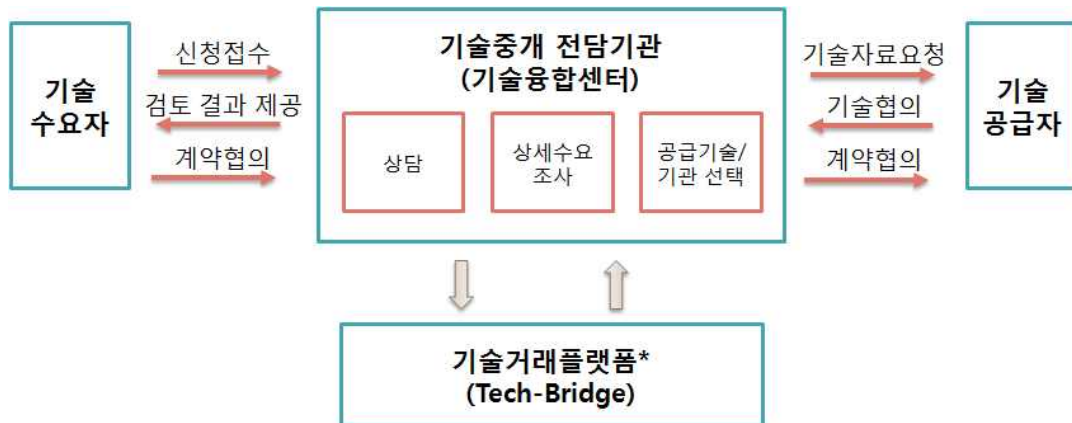 기술
수요자
신청접수
검토 결과 제공
계약협의
기술중개 전담기관
(기술융합센터)
상담
상세수요
조사
공급기술/
기관 선택
기술자료요청
기술협의
계약협의
기술
공급자
기술거래플랫폼*
(Tech-Bridge)